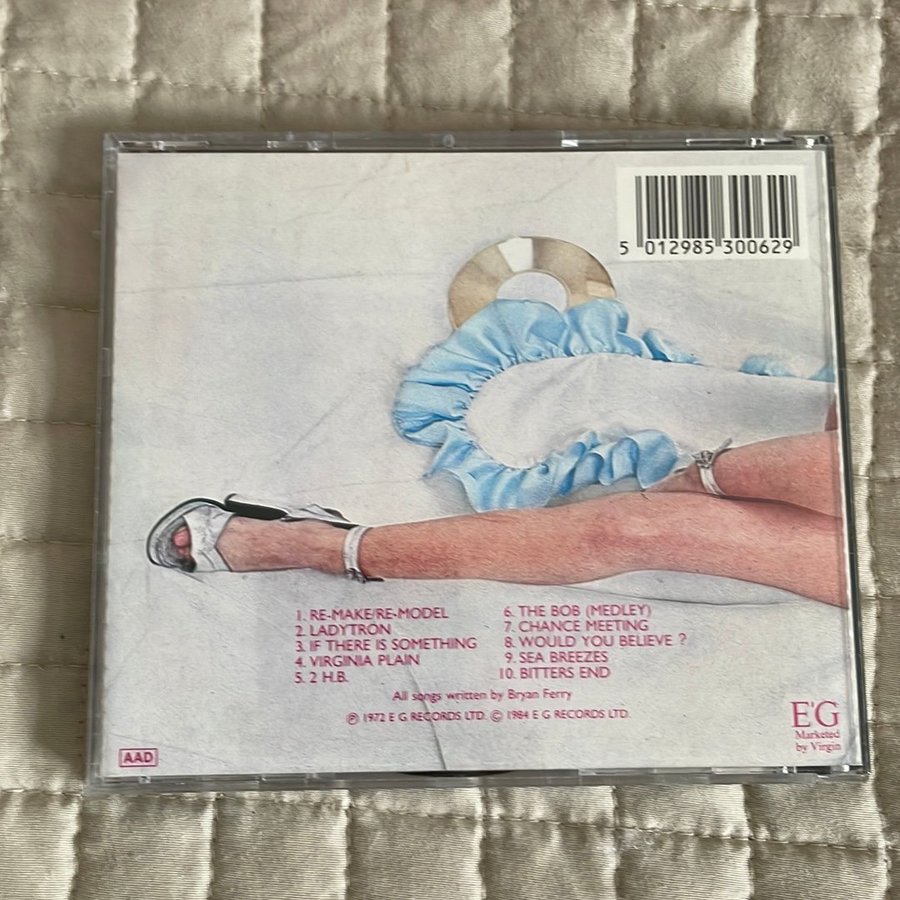 5 012985 300629
1. RE-MAKE/RE-MODEL
2. LADYTRON
3. IF THERE IS SOMETHING
4. VIRGINIA PLAIN
5. 2 H.B.
6. THE BOB (MEDLEY)
7. CHANCE MEETING
8. WOULD YOU BELIEVE ?
9. SEA BREEZES
10. BITTERS END
All songs written by Bryan Ferry
℗ 1972 E G RECORDS LTD. © 1984 E G RECORDS LTD.
E'G
Marketed
by Virgin
AAD